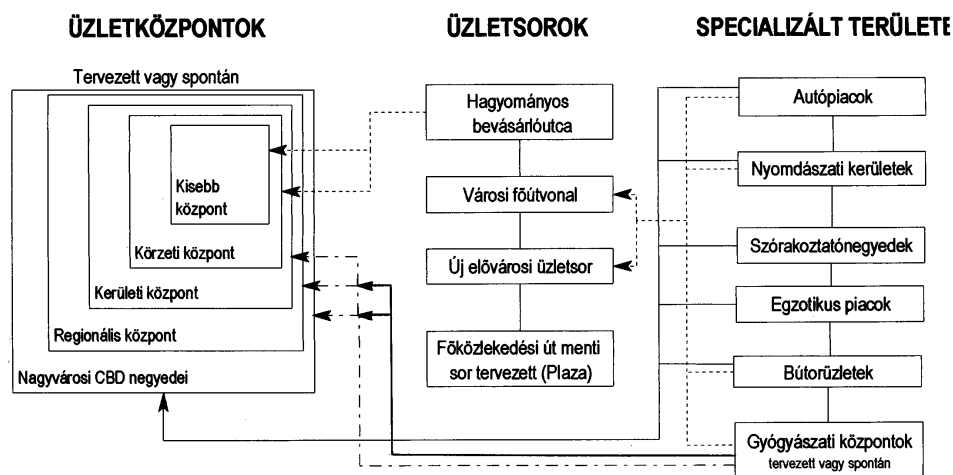 ÜZLETKÖZPONTOK
Tervezett vagy spontán
Kisebb
központ
Körzeti központ
Kerületi központ
Regionális központ
Nagyvárosi CBD negyedei
ÜZLETSOROK
Hagyományos
bevásárlóutca
Városi főútvonal
Új elővárosi üzletsor
Főközlekedési út menti
sor tervezett (Plaza)
SPECIALIZÁLT TERÜLETE
Autópiacok
Nyomdászati kerületek
Szórakoztatónegyedek
Egzotikus piacok
Bútorüzletek
Gyógyászati központok
tervezett vagy spontán